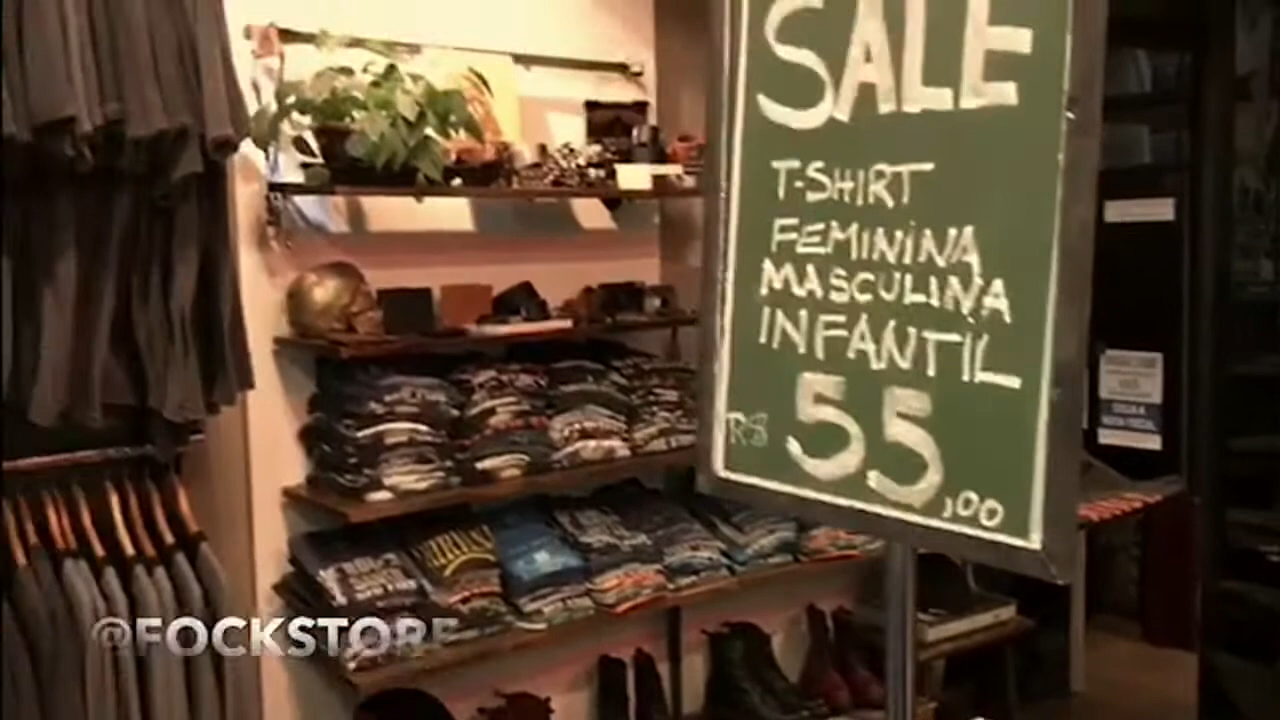 SALE
T-SHIRT
FEMININA
MASCULINA
INFANTIL
R$ 55,00
@FOCKSTORE